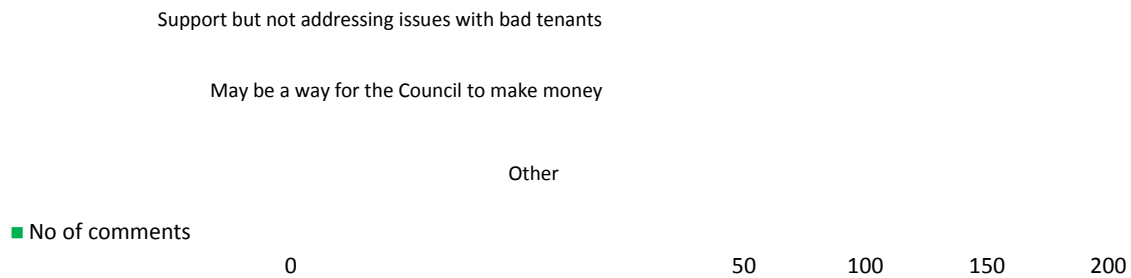 Support but not addressing issues with bad tenants
May be a way for the Council to make money
Other
No of comments
0 50 100 150 200